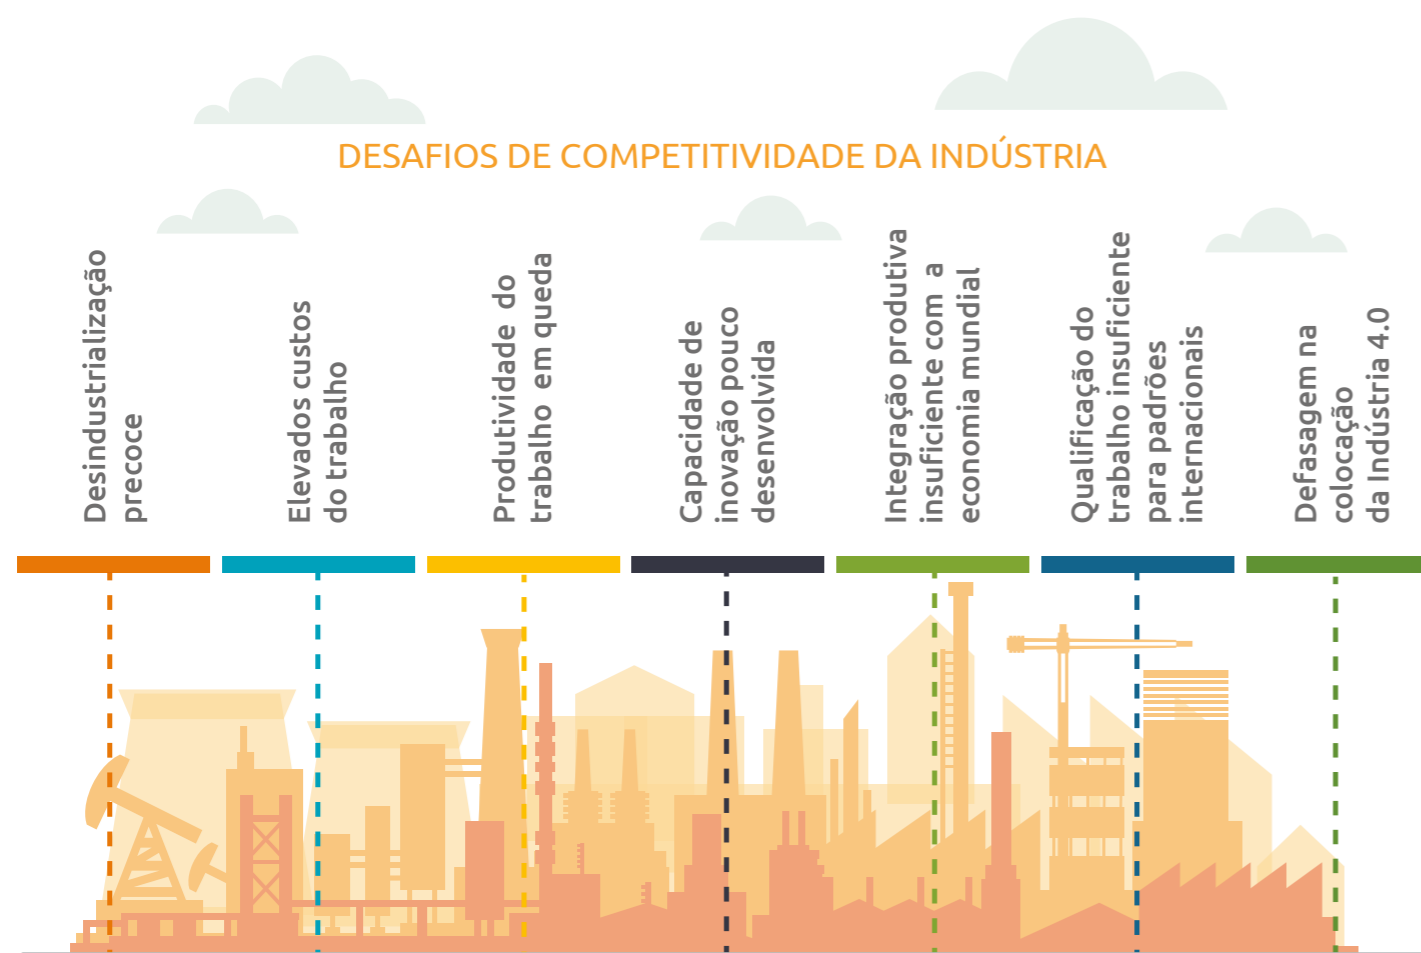 DESAFIOS DE COMPETITIVIDADE DA INDÚSTRIA
Desindustrialização
precoce
Elevados custos
do trabalho
Produtividade do
trabalho em queda
Capacidade de
inovação pouco
desenvolvida
Integração produtiva
insuficiente com a
economia mundial
Qualificação do
trabalho insuficiente
para padrões
internacionais
Defasagem na
colocação
da Indústria 4.0